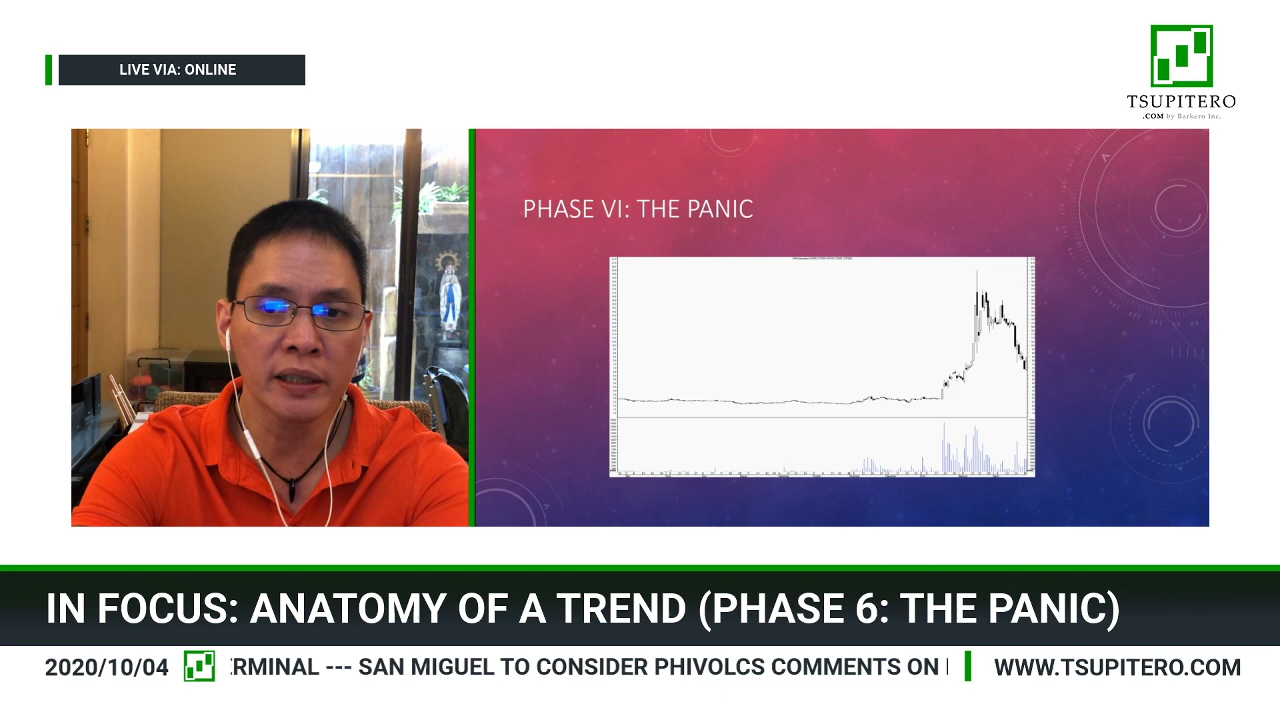 LIVE VIA: ONLINE
TSUPITERO
.COM by Barkero Inc.
PHASE VI: THE PANIC
IN FOCUS: ANATOMY OF A TREND (PHASE 6: THE PANIC)
2020/10/04
ERMINAL --- SAN MIGUEL TO CONSIDER PHIVOLCS COMMENTS ON
WWW.TSUPITERO.COM